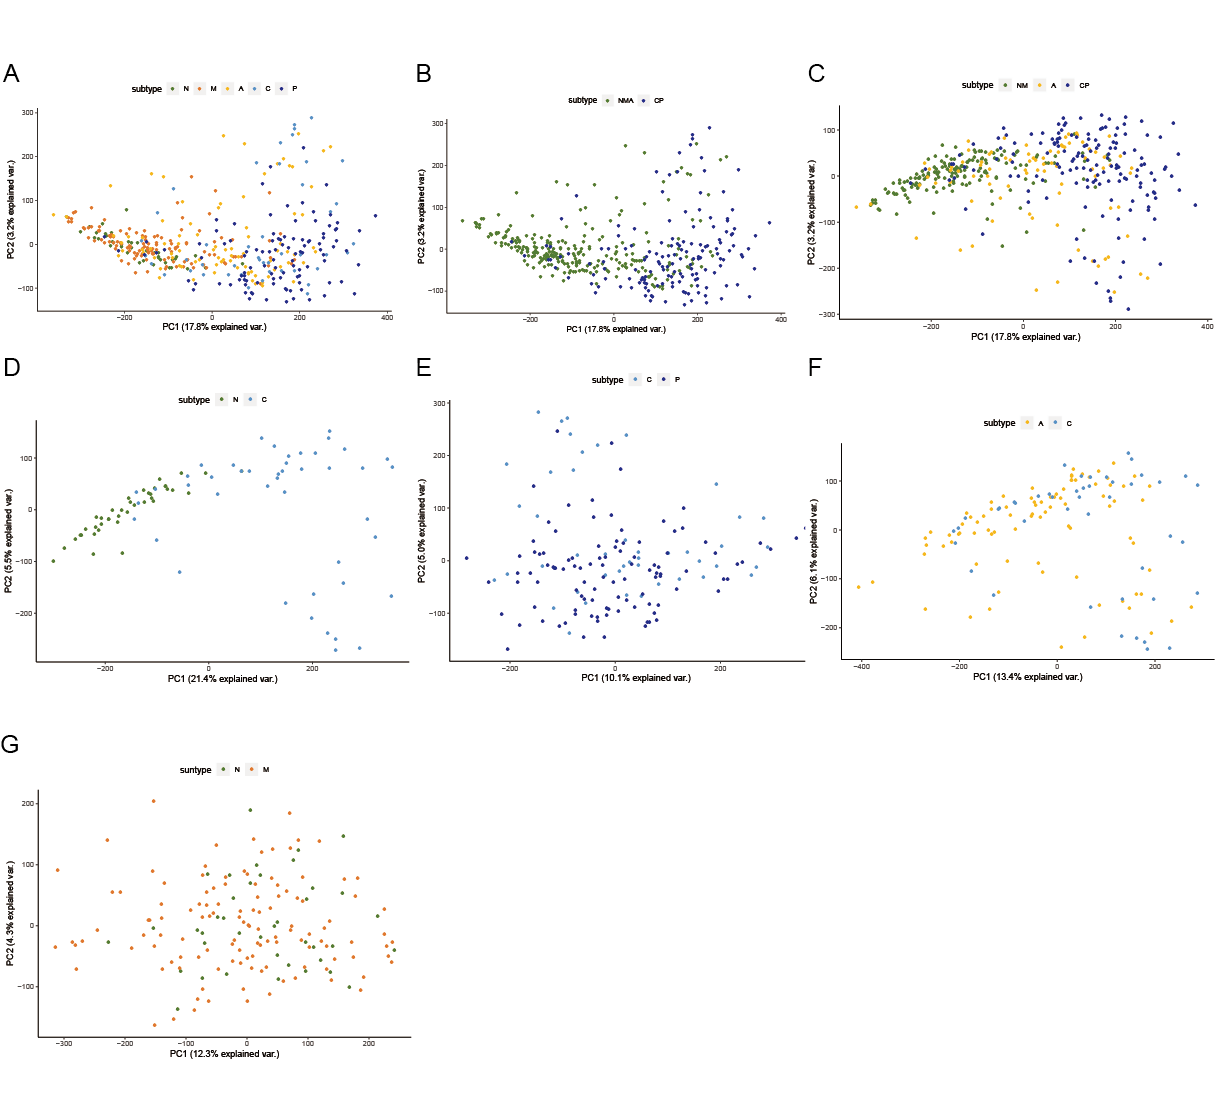 A
subtype N M A C P
300
200
100
0
−100
−200 0 200 400
PC1 (17.8% explained var.)
PC2 (3.2% explained var.)
B
subtype NMA CP
300
200
100
0
−100
−200 0 200 400
PC1 (17.8% explained var.)
PC2 (3.2% explained var.)
C
subtype NM A CP
100
0
−100
−200
−300
−200 0 200 400
PC1 (17.8% explained var.)
PC2 (3.2% explained var.)
D
subtype N C
100
0
−100
−200
−200 0 200
PC1 (21.4% explained var.)
PC2 (5.5% explained var.)
E
subtype C P
300
200
100
0
−100
−200 0 200
PC1 (10.1% explained var.)
PC2 (5.0% explained var.)
F
subtype A C
100
0
−100
−200
−400 −200 0 200
PC1 (13.4% explained var.)
PC2 (6.1% explained var.)
G
suntype N M
200
100
0
−100
−300 −200 −100 0 100 200
PC1 (12.3% explained var.)
PC2 (4.3% explained var.)